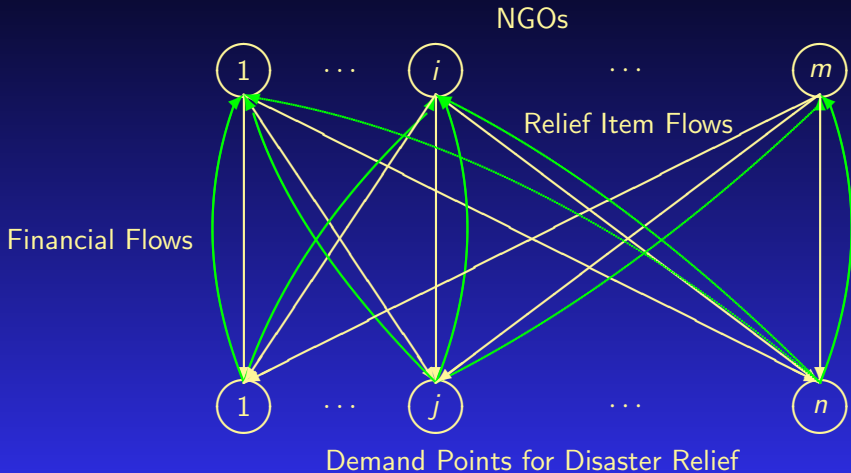 NGOs
1 ... i ... m
Relief Item Flows
Financial Flows
1 ... j ... n
Demand Points for Disaster Relief